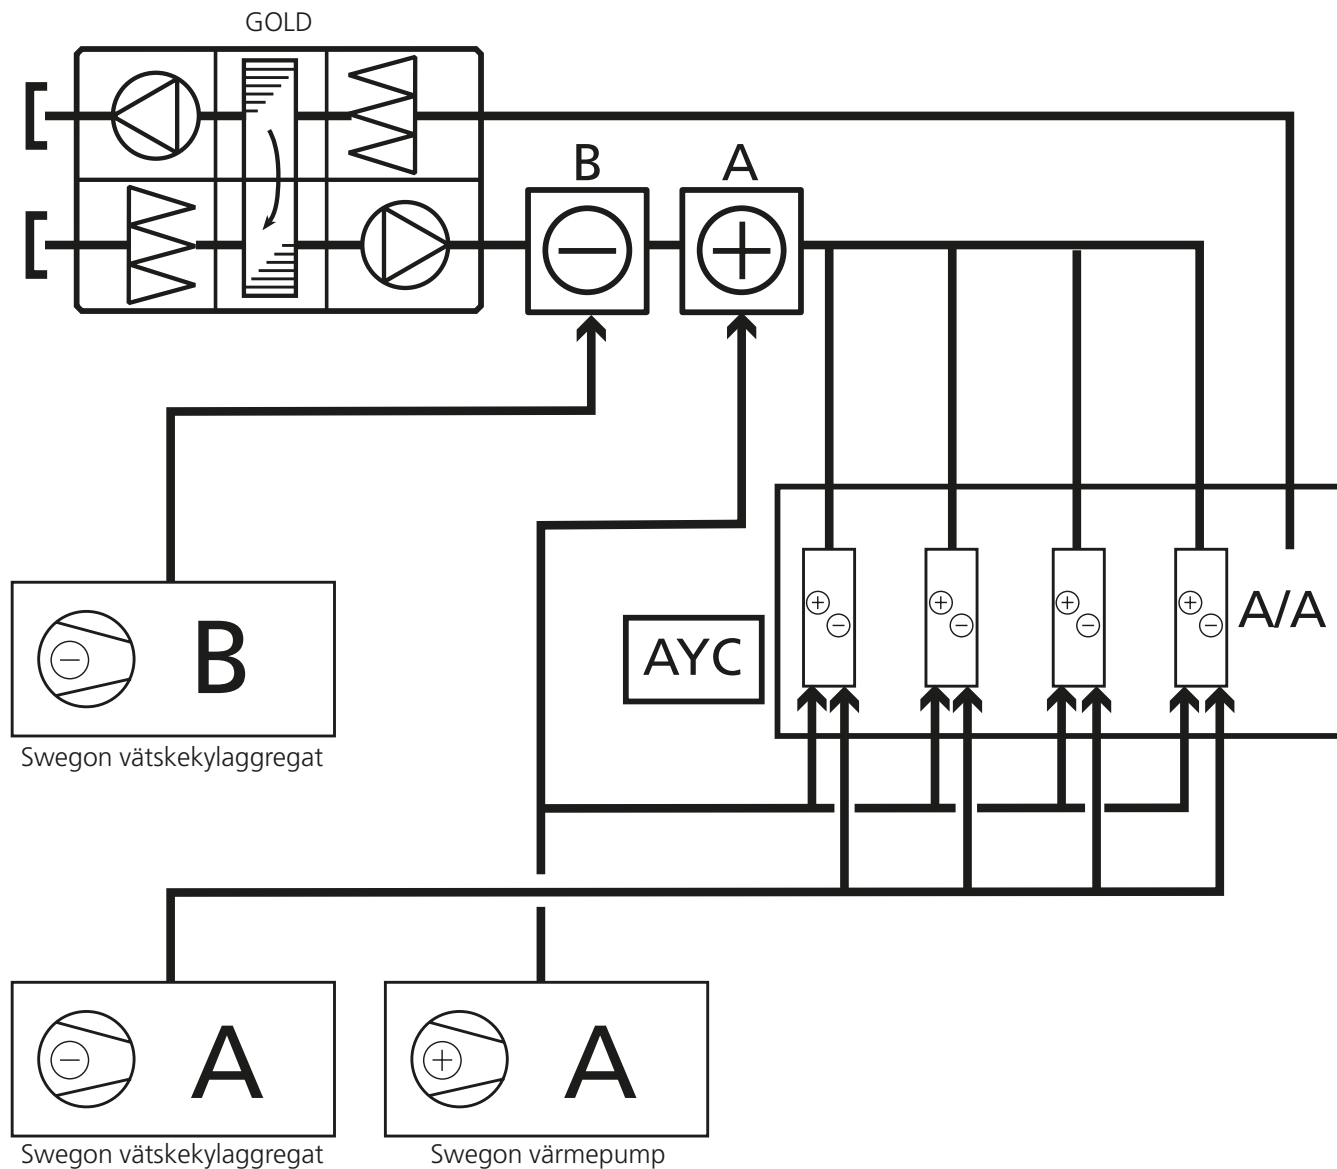 GOLD
B
A
AYC
A/A
B
Swegon vätskekylaggregat
A
Swegon vätskekylaggregat
A
Swegon värmepump